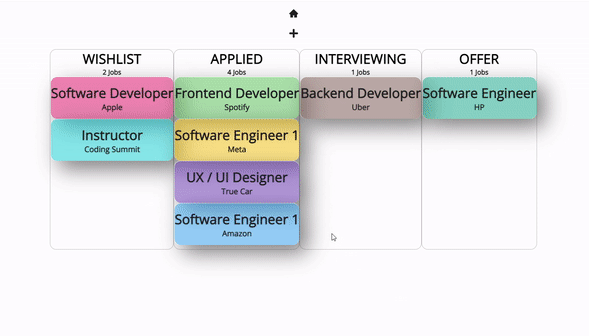 WISHLIST
2 Jobs
Software Developer
Apple
Instructor
Coding Summit
APPLIED
4 Jobs
Frontend Developer
Spotify
Software Engineer 1
Meta
UX / UI Designer
True Car
Software Engineer 1
Amazon
INTERVIEWING
1 Jobs
Backend Developer
Uber
OFFER
1 Jobs
Software Engineer
HP